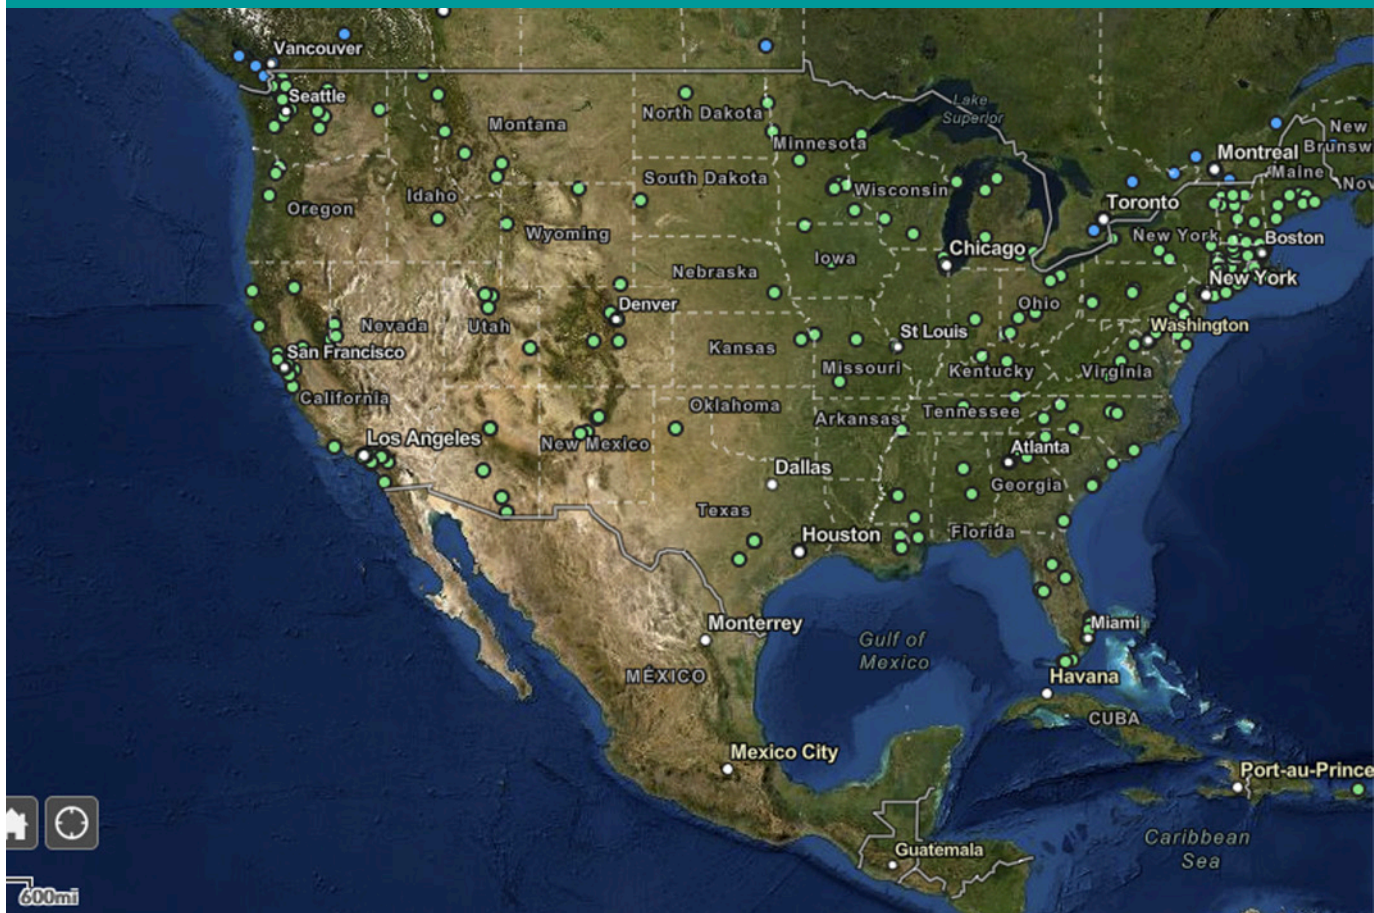 Vancouver
Seattle
Montana
North Dakota
Minnesota
Lake
Superior
Montreal
New
Brunsw
Maine
Nov
South Dakota
Wisconsin
Idaho
Oregon
Wyoming
Toronto
New York
Boston
Chicago
Iowa
Nebraska
New York
Denver
Ohio
Nevada
Utah
St Louis
Washington
San Francisco
Kansas
Missouri
Kentucky
Virginia
California
Oklahoma
Arkansas
Tennessee
Los Angeles
New Mexico
Atlanta
Dallas
Georgia
Texas
Houston
Florida
Monterrey
Miami
Gulf of
Mexico
MÉXICO
Havana
CUBA
Mexico City
Port-au-Prince
Caribbean
Sea
Guatemala
600mi